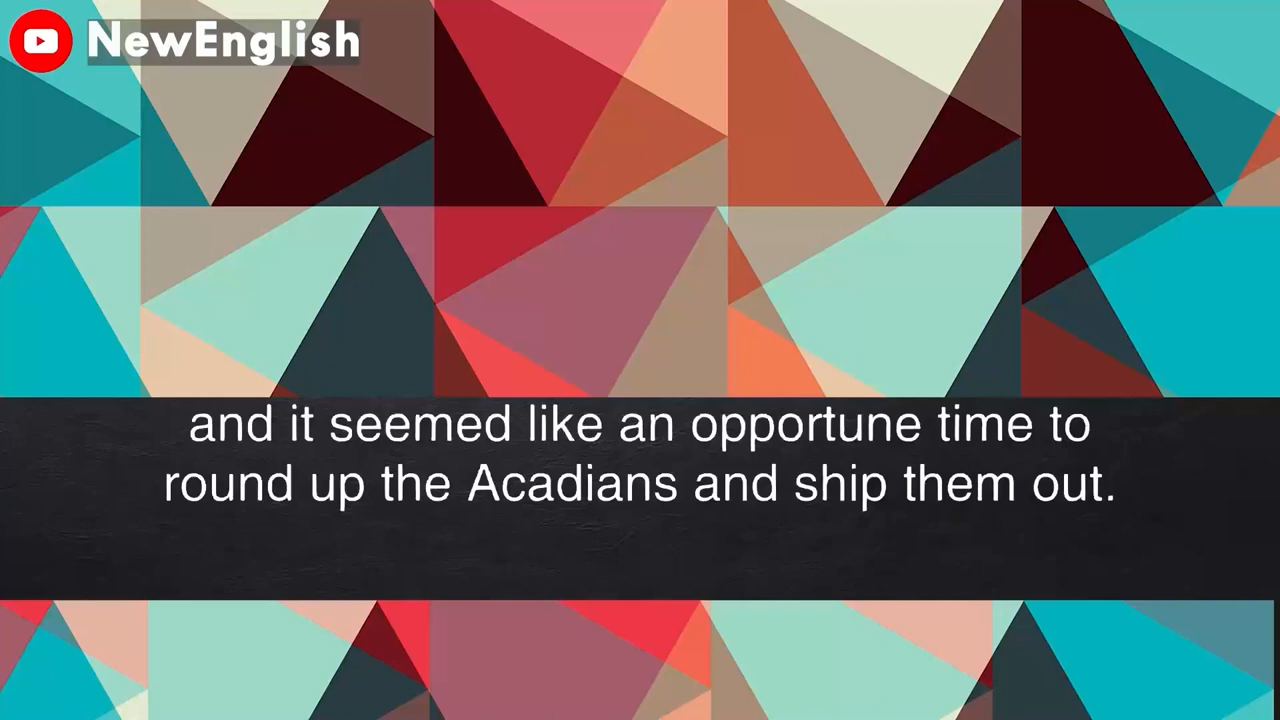 NewEnglish
and it seemed like an opportune time to
round up the Acadians and ship them out.